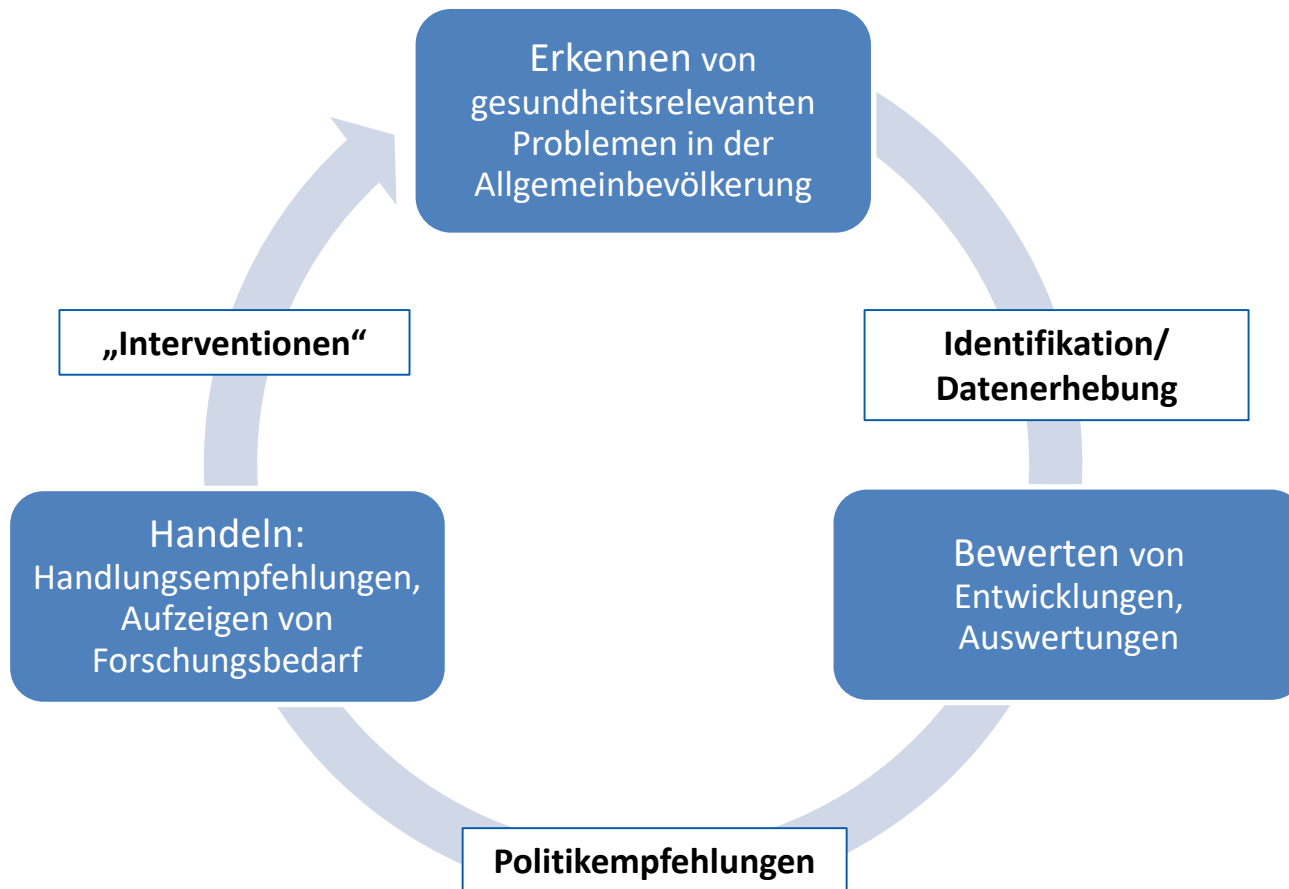 Erkennen von
gesundheitsrelevanten
Problemen in der
Allgemeinbevölkerung
„Interventionen“
Identifikation/
Datenerhebung
Handeln:
Handlungsempfehlungen,
Aufzeigen von
Forschungsbedarf
Bewerten von
Entwicklungen,
Auswertungen
Politikempfehlungen